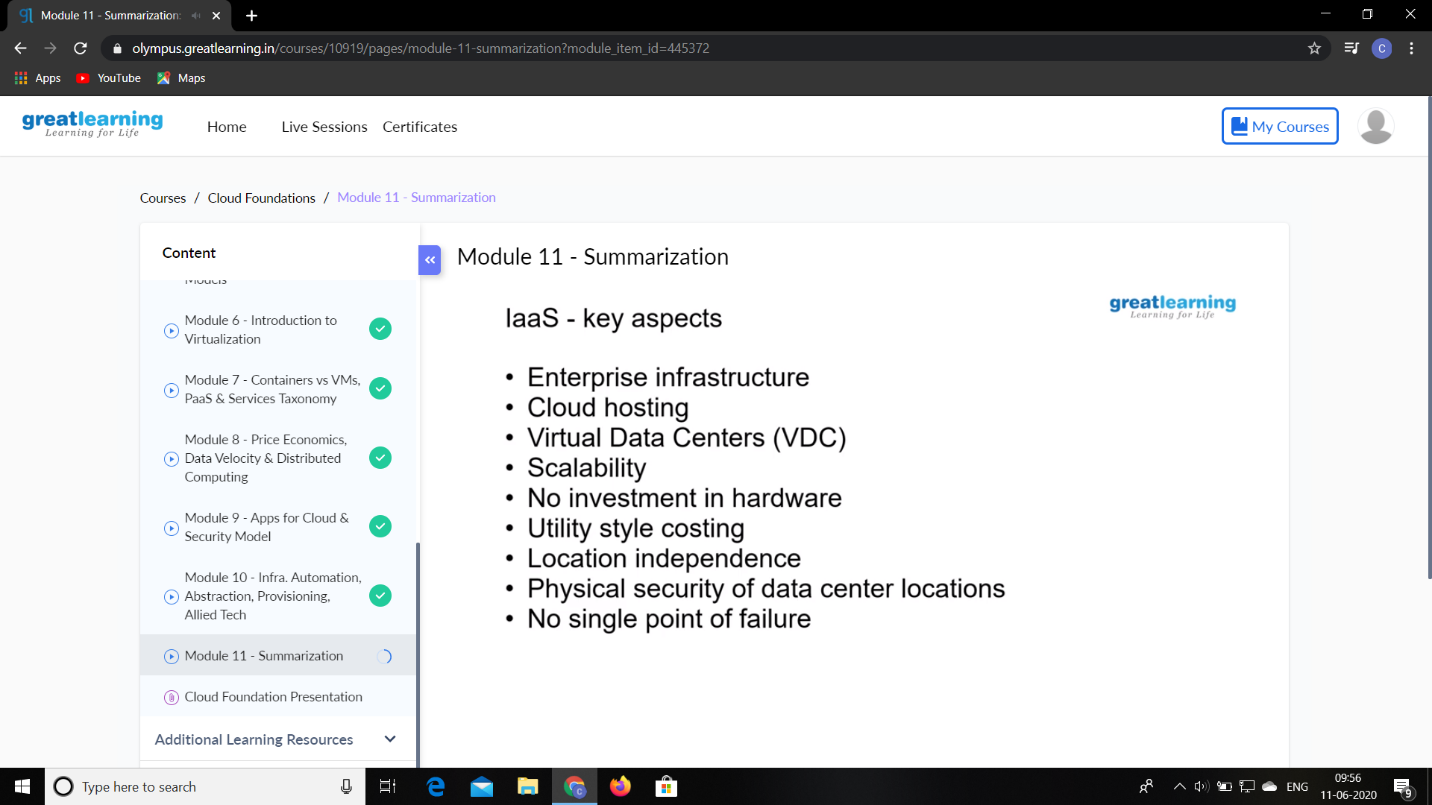 Module 11 - Summarization:
olympus.greatlearning.in/courses/10919/pages/module-11-summarization?module_item_id=445372
C
Apps
YouTube
Maps
greatlearning
Learning for Life
Home
Live Sessions
Certificates
My Courses
Courses / Cloud Foundations / Module 11 - Summarization
Content
Models
Module 6 - Introduction to
Virtualization
Module 7 - Containers vs VMs,
PaaS & Services Taxonomy
Module 8 - Price Economics,
Data Velocity & Distributed
Computing
Module 9 - Apps for Cloud &
Security Model
Module 10 - Infra. Automation,
Abstraction, Provisioning,
Allied Tech
Module 11 - Summarization
Cloud Foundation Presentation
Additional Learning Resources
Module 11 - Summarization
greatlearning
Learning for Life
IaaS - key aspects
• Enterprise infrastructure
• Cloud hosting
• Virtual Data Centers (VDC)
• Scalability
• No investment in hardware
• Utility style costing
• Location independence
• Physical security of data center locations
• No single point of failure
Type here to search
ENG
09:56
11-06-2020
9